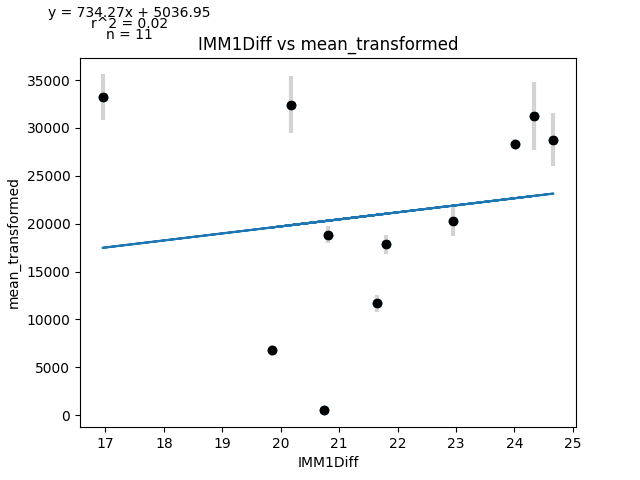 y = 734.27x + 5036.95
r^2 = 0.02
n = 11
IMM1Diff vs mean_transformed
35000
30000
25000
20000
15000
10000
5000
0
mean_transformed
17 18 19 20 21 22 23 24 25
IMM1Diff